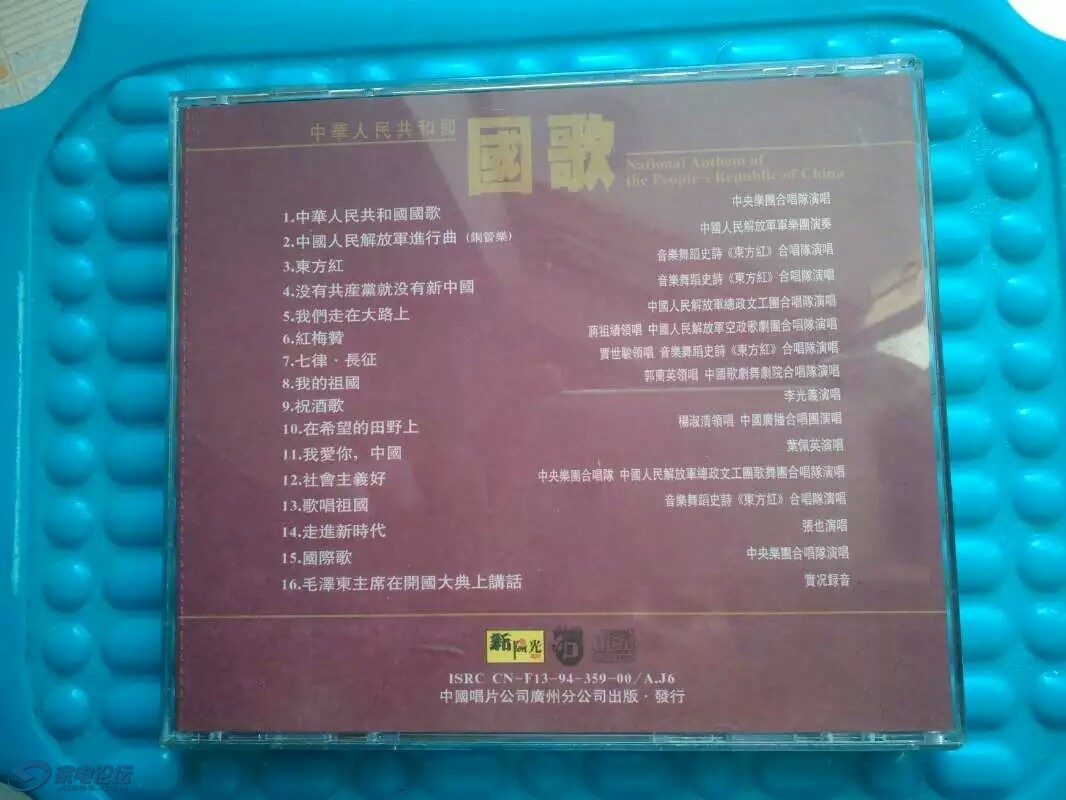 中華人民共和國 國歌 National Anthem of
the People's Republic of China
1.中華人民共和國國歌 中央樂團合唱隊演唱
2.中國人民解放軍進行曲（銅管樂） 中國人民解放軍軍樂團演奏
3.東方紅 音樂舞蹈史詩《東方紅》合唱隊演唱
4.没有共産黨就没有新中國 音樂舞蹈史詩《東方紅》合唱隊演唱
5.我們走在大路上 中國人民解放軍總政文工團合唱隊演唱
6.紅梅贊 蔣祖續領唱 中國人民解放軍空政歌劇團合唱隊演唱
7.七律·長征 賈世駿領唱 音樂舞蹈史詩《東方紅》合唱隊演唱
8.我的祖國 郭蘭英領唱 中國歌劇舞劇院合唱隊演唱
9.祝酒歌 李光羲演唱
10.在希望的田野上 楊淑清領唱 中國廣播合唱團演唱
11.我愛你，中國 葉佩英演唱
12.社會主義好 中央樂團合唱隊 中國人民解放軍總政文工團歌舞團合唱隊演唱
13.歌唱祖國 音樂舞蹈史詩《東方紅》合唱隊演唱
14.走進新時代 張也演唱
15.國際歌 中央樂團合唱隊演唱
16.毛澤東主席在開國大典上講話 實况録音
新陽光
ISRC CN-F13-94-359-00/A.J6
中國唱片公司廣州分公司出版·發行
家电论坛